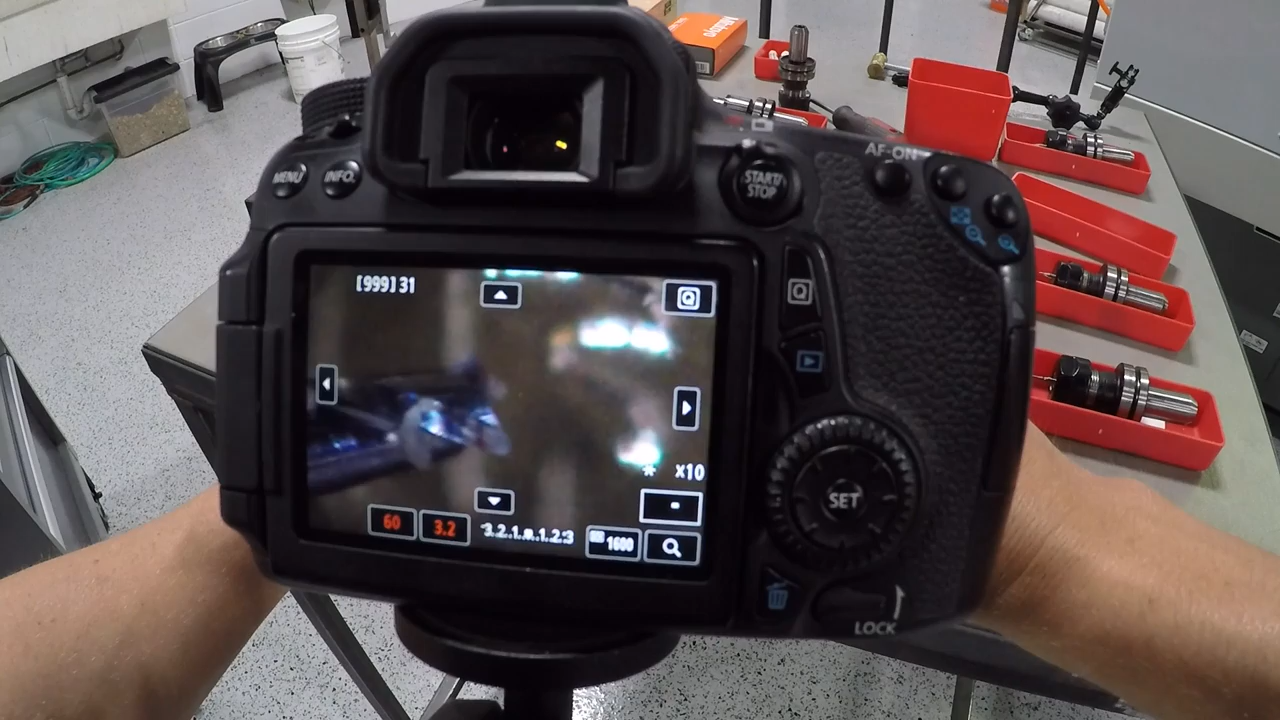 AF-ON
MENU
INFO.
START/
STOP
Q
[999]31
Q
x10
60
3.2
3..2..1..0..1..2..3
1600
SET
LOCK